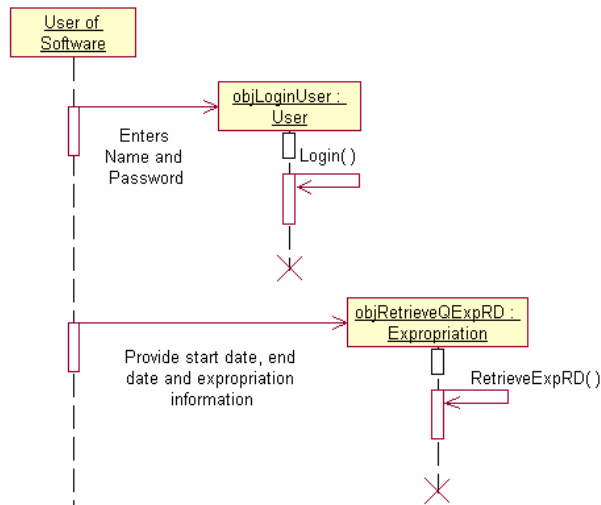 User of
Software
objLoginUser :
User
Enters
Name and
Password
Login( )
objRetrieveQExpRD :
Expropriation
Provide start date, end
date and expropriation
information
RetrieveExpRD( )